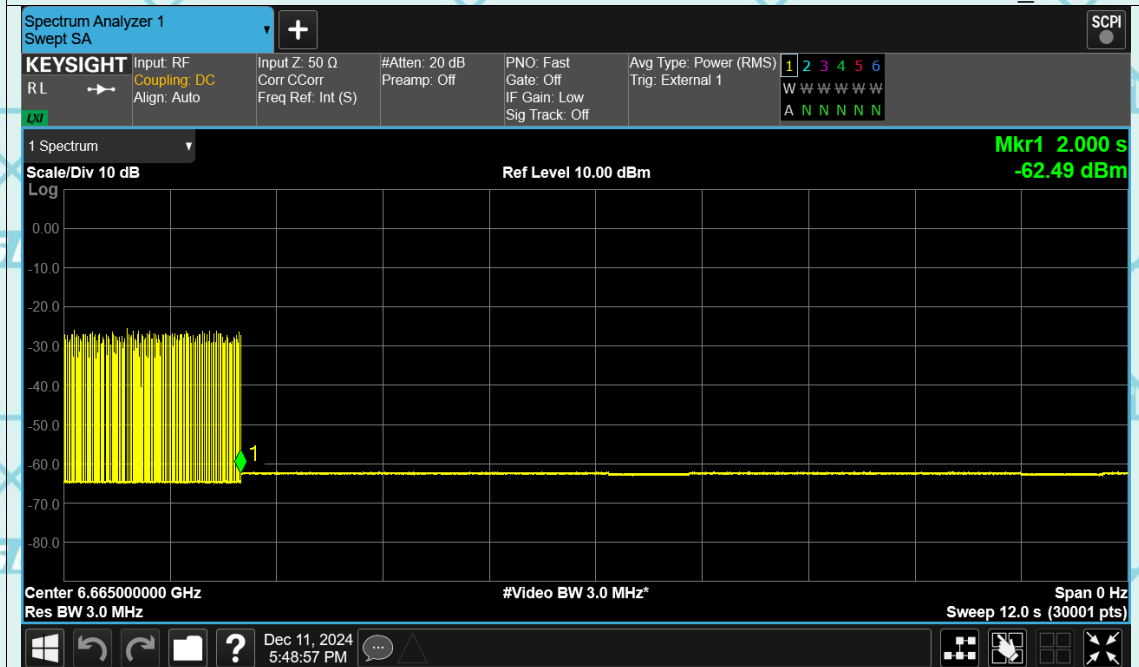 Spectrum Analyzer 1
Swept SA
+
SCPI
KEYSIGHT
RL
LXI
Input: RF
Coupling: DC
Align: Auto
Input Z: 50 Ω
Corr CCorr
Freq Ref: Int (S)
#Atten: 20 dB
Preamp: Off
PNO: Fast
Gate: Off
IF Gain: Low
Sig Track: Off
Avg Type: Power (RMS)
Trig: External 1
1 2 3 4 5 6
W W W W W W
A N N N N N
1 Spectrum
Mkr1 2.000 s
-62.49 dBm
Scale/Div 10 dB
Ref Level 10.00 dBm
Log
0.00
-10.0
-20.0
-30.0
-40.0
-50.0
1
-60.0
-70.0
-80.0
Center 6.665000000 GHz
#Video BW 3.0 MHz*
Span 0 Hz
Res BW 3.0 MHz
Sweep 12.0 s (30001 pts)
?
Dec 11, 2024
5:48:57 PM